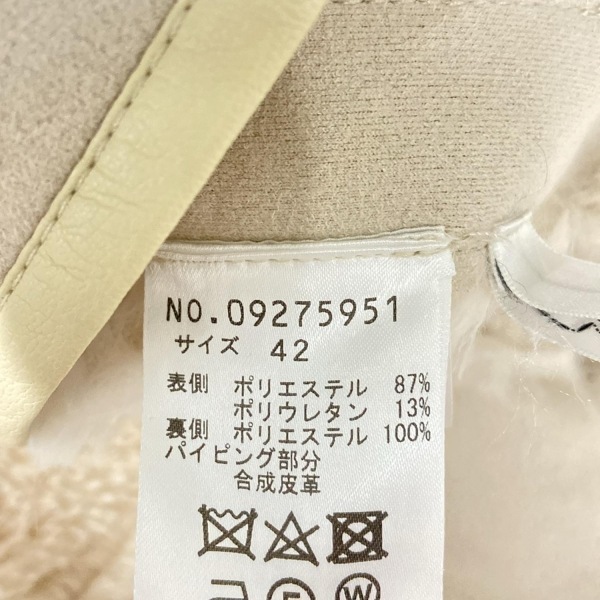 NO.09275951
サイズ 42
表側 ポリエステル 87%
ポリウレタン 13%
裏側 ポリエステル 100%
パイピング部分
合成皮革
W